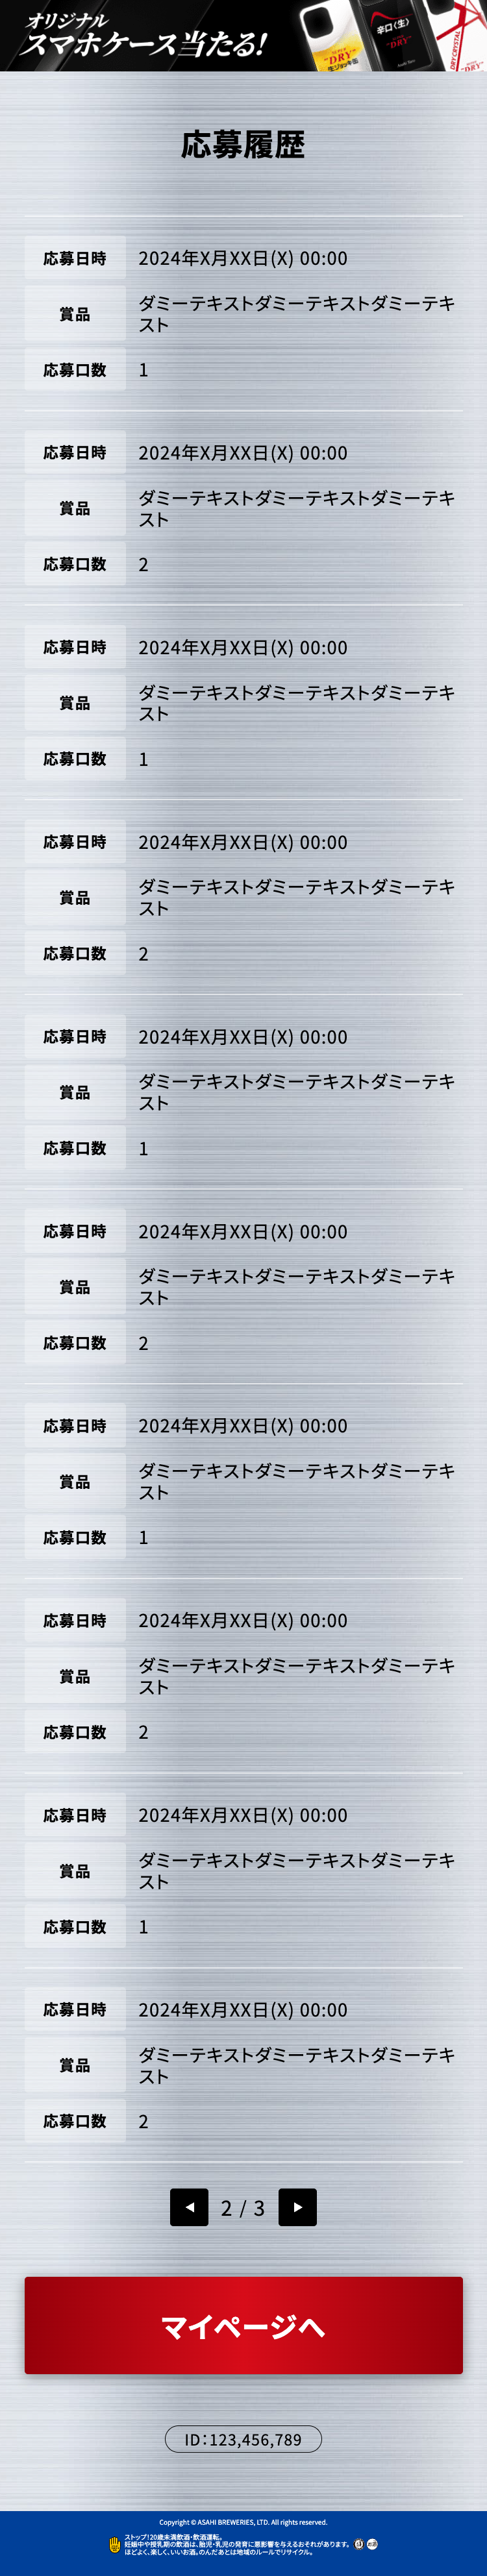 オリジナル
スマホケース当たる!
SUPER
"DRY"
生ジョッキ缶
辛口〈生〉
SUPER
"DRY"
DRY CRYSTAL
"DRY"
応募履歴
応募日時 2024年X月XX日(X) 00:00
賞品 ダミーテキストダミーテキストダミーテキ
スト
応募口数 1
応募日時 2024年X月XX日(X) 00:00
賞品 ダミーテキストダミーテキストダミーテキ
スト
応募口数 2
応募日時 2024年X月XX日(X) 00:00
賞品 ダミーテキストダミーテキストダミーテキ
スト
応募口数 1
応募日時 2024年X月XX日(X) 00:00
賞品 ダミーテキストダミーテキストダミーテキ
スト
応募口数 2
応募日時 2024年X月XX日(X) 00:00
賞品 ダミーテキストダミーテキストダミーテキ
スト
応募口数 1
応募日時 2024年X月XX日(X) 00:00
賞品 ダミーテキストダミーテキストダミーテキ
スト
応募口数 2
応募日時 2024年X月XX日(X) 00:00
賞品 ダミーテキストダミーテキストダミーテキ
スト
応募口数 1
応募日時 2024年X月XX日(X) 00:00
賞品 ダミーテキストダミーテキストダミーテキ
スト
応募口数 2
応募日時 2024年X月XX日(X) 00:00
賞品 ダミーテキストダミーテキストダミーテキ
スト
応募口数 1
応募日時 2024年X月XX日(X) 00:00
賞品 ダミーテキストダミーテキストダミーテキ
スト
応募口数 2
◀ 2 / 3 ▶
マイページへ
ID：123,456,789
Copyright © ASAHI BREWERIES, LTD. All rights reserved.
ストップ！20歳未満飲酒・飲酒運転。
妊娠中や授乳期の飲酒は、胎児・乳児の発育に悪影響を与えるおそれがあります。
ほどよく、楽しく、いいお酒。のんだあとは地域のルールでリサイクル。